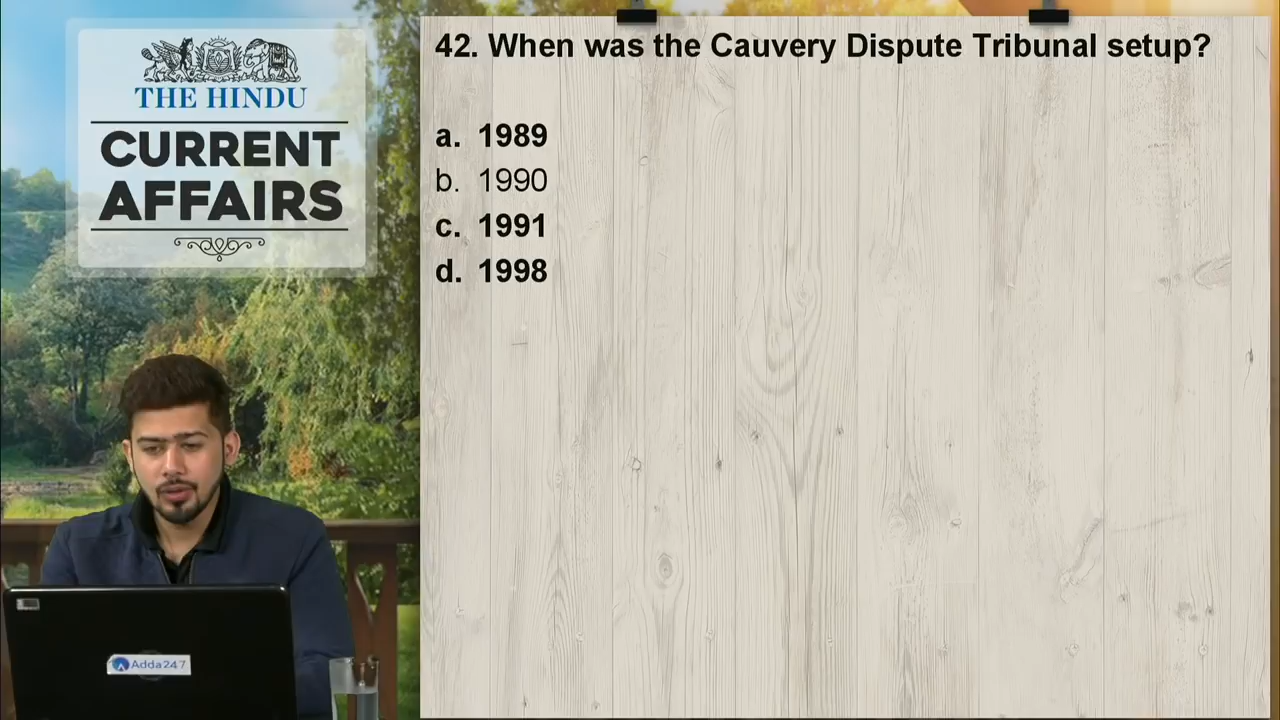 THE HINDU
CURRENT
AFFAIRS
42. When was the Cauvery Dispute Tribunal setup?
a. 1989
b. 1990
c. 1991
d. 1998
Adda247